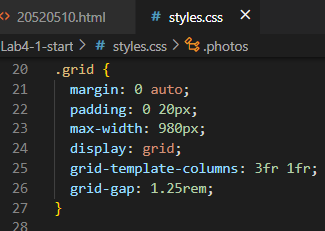 20520510.html # styles.css ×
Lab4-1-start > # styles.css > .photos
20 .grid {
21 margin: 0 auto;
22 padding: 0 20px;
23 max-width: 980px;
24 display: grid;
25 grid-template-columns: 3fr 1fr;
26 grid-gap: 1.25rem;
27 }
28